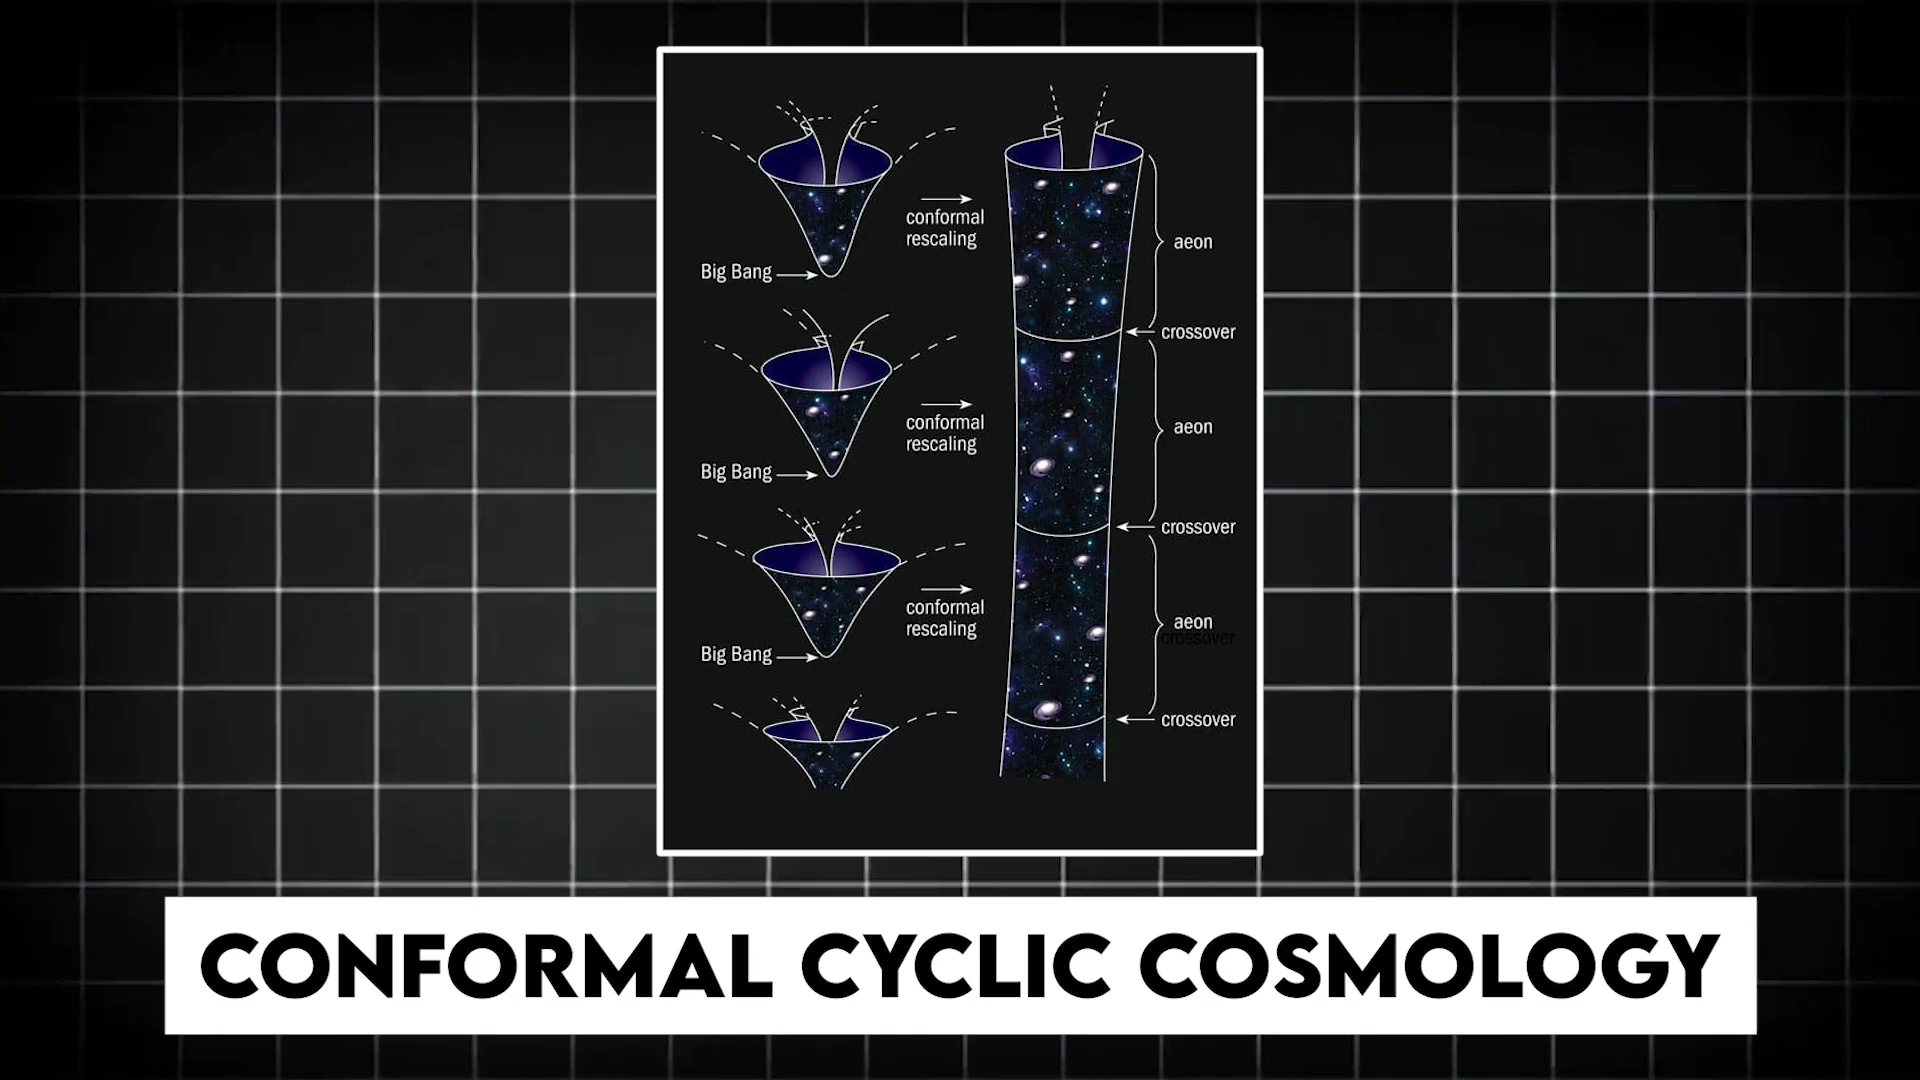 conformal
rescaling
aeon
Big Bang
crossover
conformal
rescaling
aeon
Big Bang
crossover
conformal
rescaling
aeon
crossover
Big Bang
crossover
CONFORMAL CYCLIC COSMOLOGY